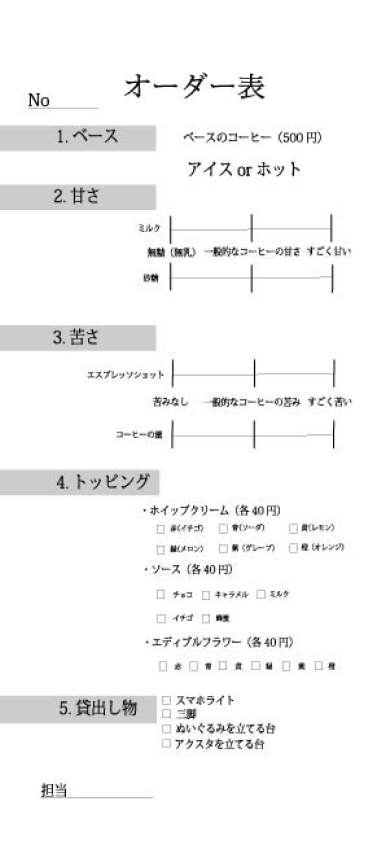 オーダー表
No
1. ベース
ベースのコーヒー（500 円）
アイス or ホット
2. 甘さ
ミルク
無糖（無乳） 一般的なコーヒーの甘さ すごく甘い
砂糖
3. 苦さ
エスプレッソショット
苦みなし 一般的なコーヒーの苦み すごく苦い
コーヒーの量
4. トッピング
・ホイップクリーム（各 40 円）
□ 赤(イチゴ) □ 青(ソーダ) □ 黄(レモン)
□ 緑(メロン) □ 紫（グレープ） □ 橙（オレンジ）
・ソース（各 40 円）
□ チョコ □ キャラメル □ ミルク
□ イチゴ □ 蜂蜜
・エディブルフラワー（各 40 円）
□ 赤 □ 青 □ 黄 □ 緑 □ 紫 □ 橙
5. 貸出し物
□ スマホライト
□ 三脚
□ ぬいぐるみを立てる台
□ アクスタを立てる台
担当